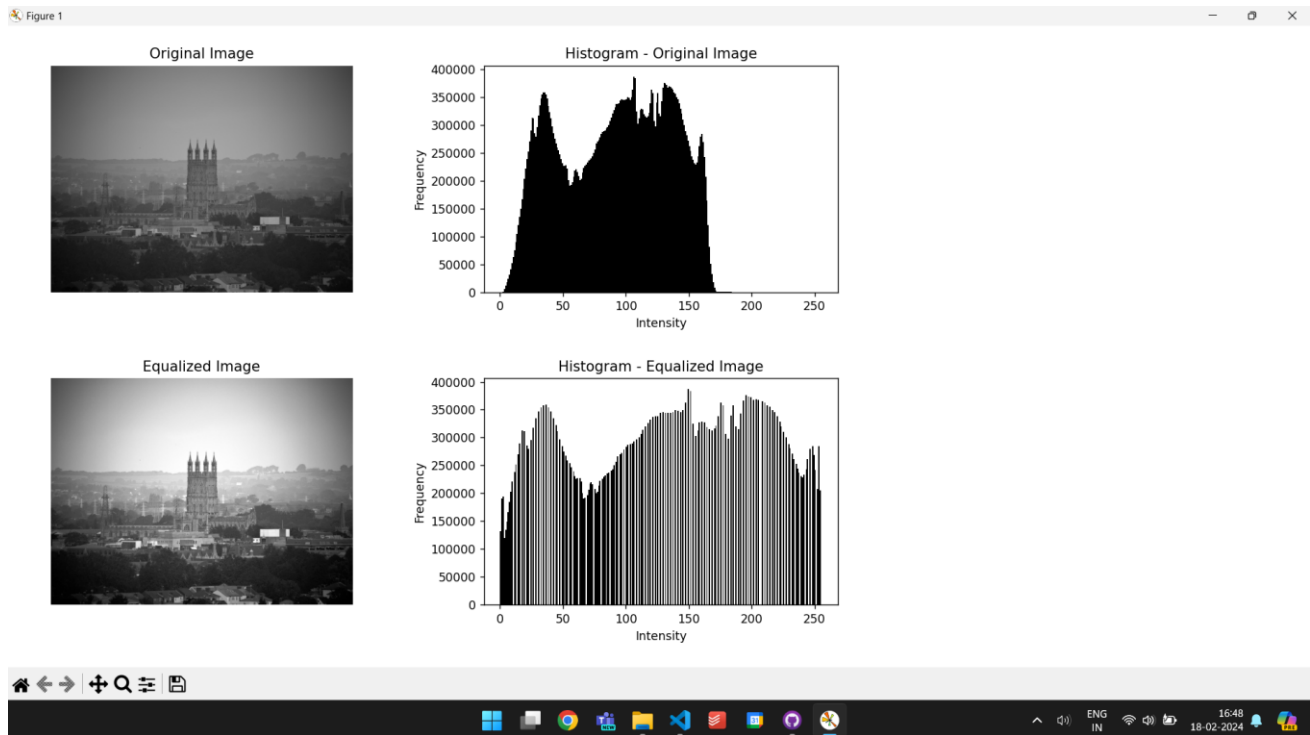 Figure 1
Original Image
Histogram - Original Image
400000
350000
300000
250000
200000
150000
100000
50000
0
Frequency
0 50 100 150 200 250
Intensity
Equalized Image
Histogram - Equalized Image
400000
350000
300000
250000
200000
150000
100000
50000
0
Frequency
0 50 100 150 200 250
Intensity
ENG
IN
16:48
18-02-2024